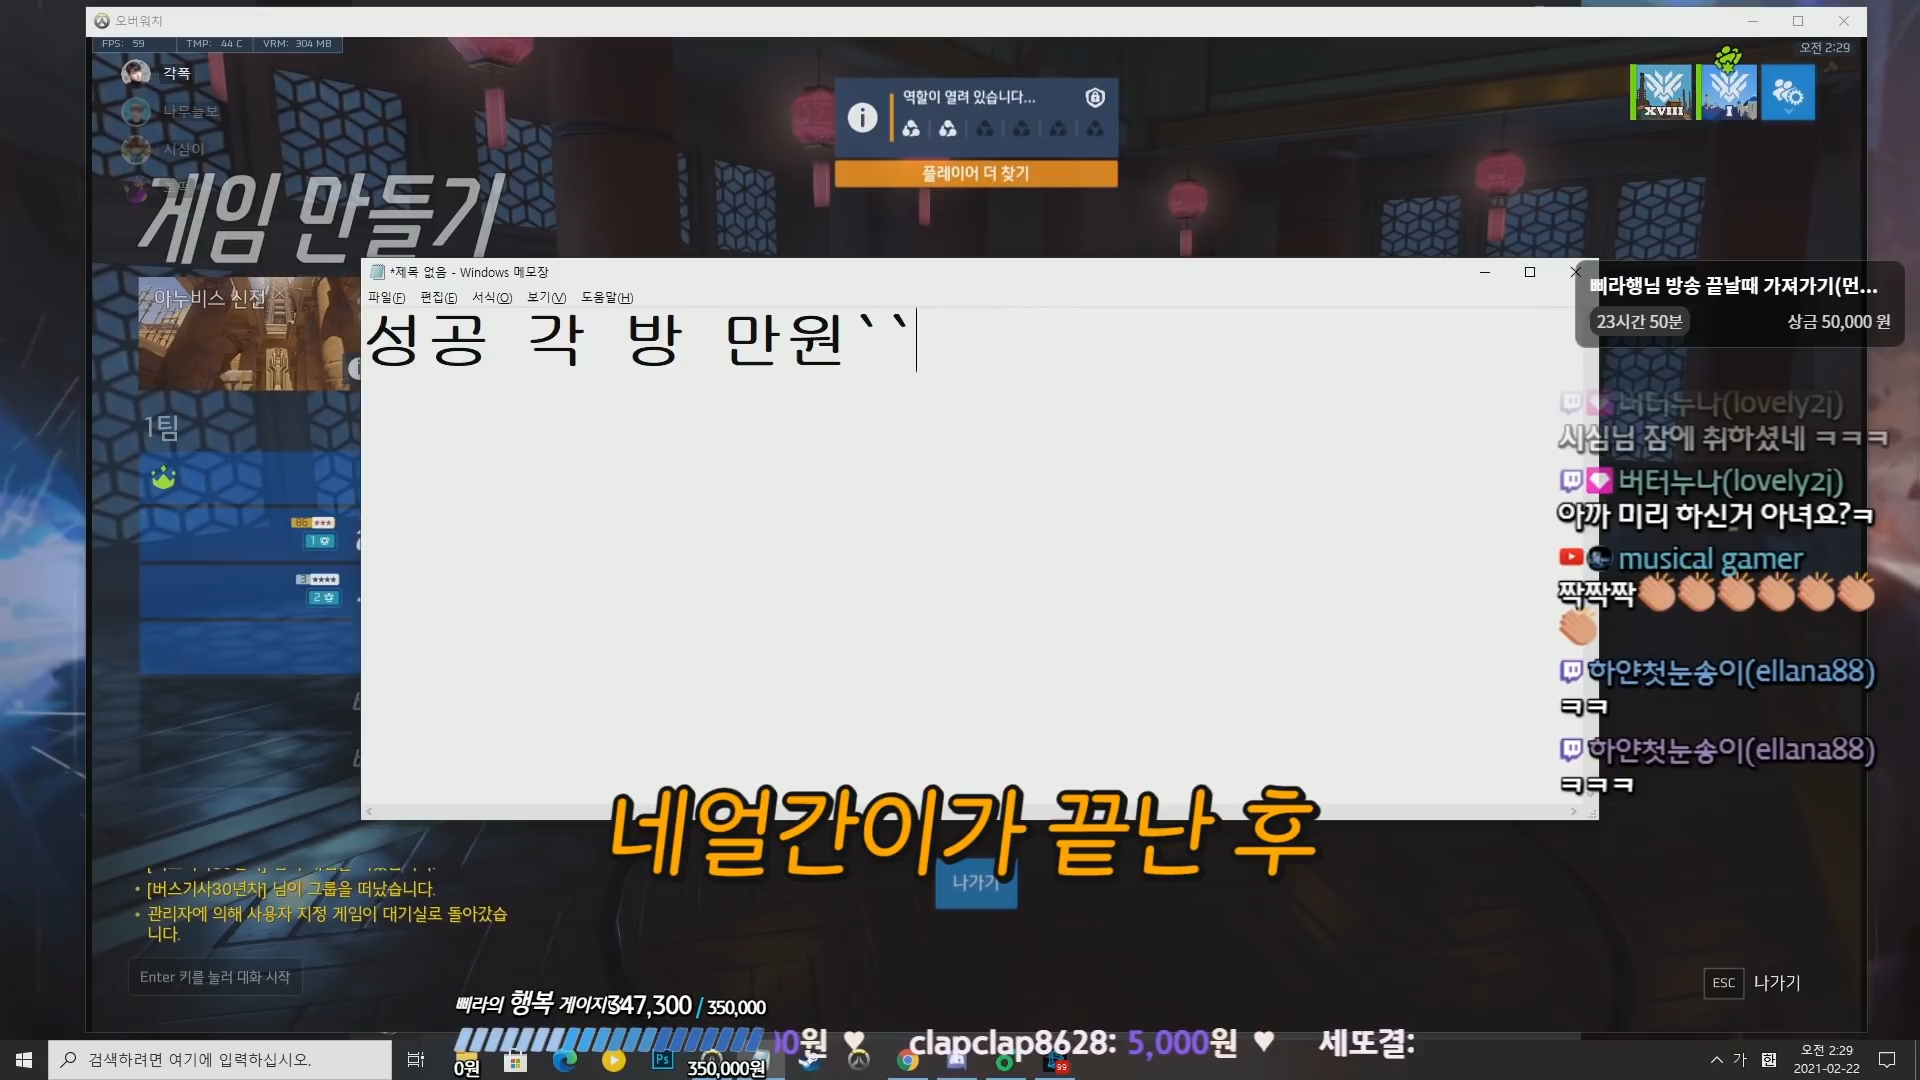 오버워치
FPS: 59 TMP: 44 C VRM: 304 MB
오전 2:29
각폭
나무늘보
시심이
역할이 열려 있습니다...
플레이어 더 찾기
XVIII
I
게임 만들기
*제목 없음 - Windows 메모장
파일(F) 편집(E) 서식(O) 보기(V) 도움말(H)
성공 각 방 만원``
아누비스 신전
1팀
86
1
3
2
삐라행님 방송 끝날때 가져가기(먼...
23시간 50분 상금 50,000 원
버터누나(lovely2j)
시심님 잠에 취하셨네 ㅋㅋㅋ
버터누나(lovely2j)
아까 미리 하신거 아녀요?ㅋ
musical gamer
짝짝짝👏👏👏👏👏👏
👏
하얀첫눈송이(ellana88)
ㅋㅋ
하얀첫눈송이(ellana88)
ㅋㅋㅋ
네얼간이가 끝난 후
나가기
• [버스기사30년차] 님이 그룹을 떠났습니다.
• 관리자에 의해 사용자 지정 게임이 대기실로 돌아갔습
니다.
Enter 키를 눌러 대화 시작
ESC 나가기
삐라의 행복 게이지 347,300 / 350,000
0원 350,000원
00원 ♥ clapclap8628: 5,000원 ♥ 세또결:
검색하려면 여기에 입력하십시오.
Ps
99
가
오전 2:29
2021-02-22